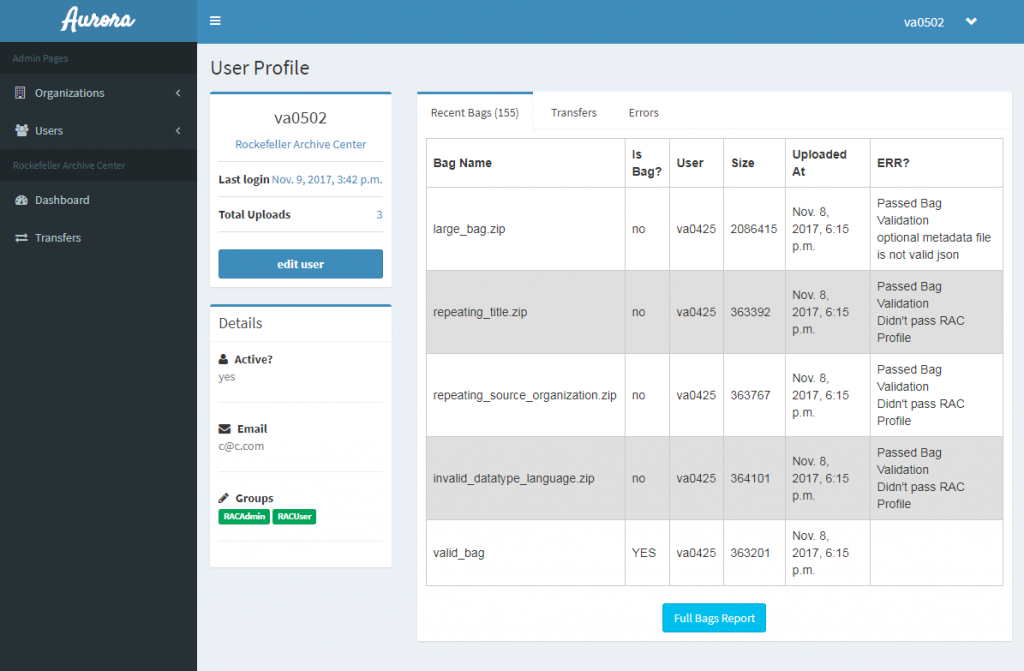 Aurora
va0502
Admin Pages
Organizations
Users
Rockefeller Archive Center
Dashboard
Transfers
User Profile
va0502
Rockefeller Archive Center
Last login Nov. 9, 2017, 3:42 p.m.
Total Uploads 3
edit user
Details
Active?
yes
Email
c@c.com
Groups
RACAdmin RACUser
Recent Bags (155) Transfers Errors
Bag Name
Is
Bag?
User
Size
Uploaded
At
ERR?
large_bag.zip
no
va0425
2086415
Nov. 8,
2017, 6:15
p.m.
Passed Bag
Validation
optional metadata file
is not valid json
repeating_title.zip
no
va0425
363392
Nov. 8,
2017, 6:15
p.m.
Passed Bag
Validation
Didn't pass RAC
Profile
repeating_source_organization.zip
no
va0425
363767
Nov. 8,
2017, 6:15
p.m.
Passed Bag
Validation
Didn't pass RAC
Profile
invalid_datatype_language.zip
no
va0425
364101
Nov. 8,
2017, 6:15
p.m.
Passed Bag
Validation
Didn't pass RAC
Profile
valid_bag
YES
va0425
363201
Nov. 8,
2017, 6:15
p.m.
Full Bags Report